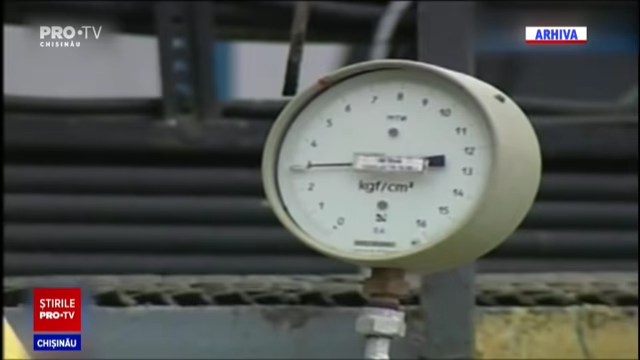 PRO•TV
CHIȘINĂU
ARHIVA
МТИ
0
1
2
3
4
5
6
7
8
9
10
11
12
13
14
15
16
kgf/cm²
ȘTIRILE
PRO•TV
CHIȘINĂU